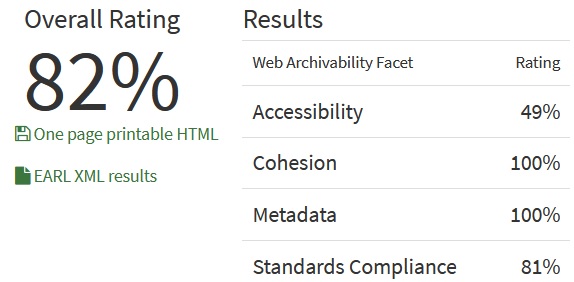 Overall Rating
82%
One page printable HTML
EARL XML results
Results
Web Archivability Facet Rating
Accessibility 49%
Cohesion 100%
Metadata 100%
Standards Compliance 81%